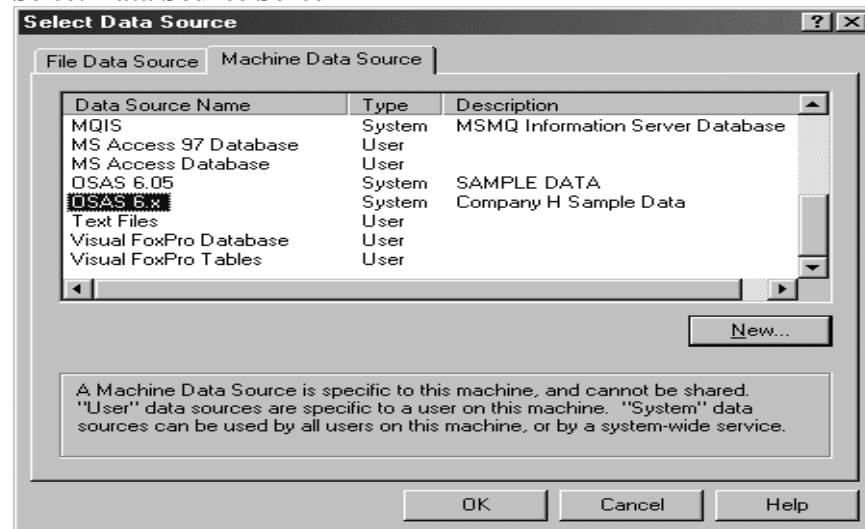 Select Data Source
File Data Source Machine Data Source
Data Source Name Type Description
MQIS System MSMQ Information Server Database
MS Access 97 Database User
MS Access Database User
OSAS 6.05 System SAMPLE DATA
OSAS 6.x System Company H Sample Data
Text Files User
Visual FoxPro Database User
Visual FoxPro Tables User
New...
A Machine Data Source is specific to this machine, and cannot be shared.
"User" data sources are specific to a user on this machine. "System" data
sources can be used by all users on this machine, or by a system-wide service.
OK Cancel Help